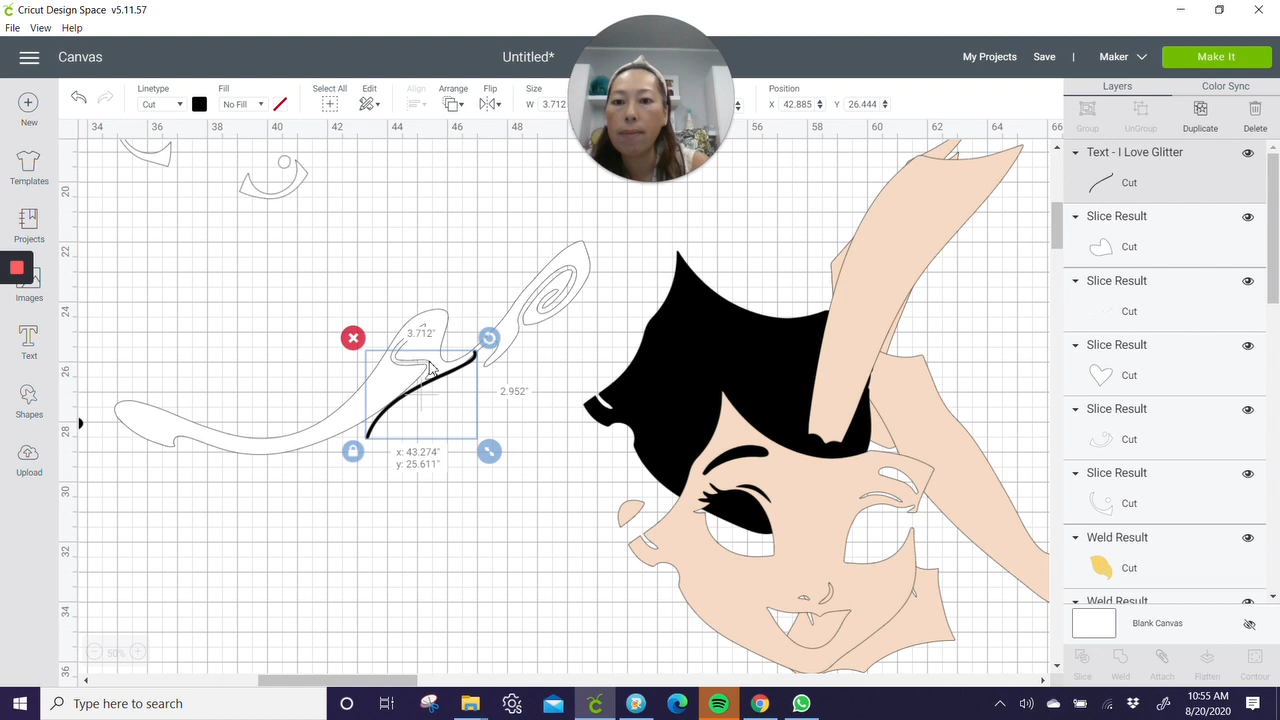 Cricut Design Space v5.11.57
File View Help
Canvas
Untitled*
My Projects Save | Maker
Make It
Linetype
Cut
No Fill
Select All
Edit
Align
Arrange
Flip
Size
W 3.712
Position
X 42.885
Y 26.444
Layers
Color Sync
Group
UnGroup
Duplicate
Delete
New
Templates
Projects
Images
Text
Shapes
Upload
34 36 38 40 42 44 46 48 56 58 60 62 64 66
20
22
24
26
28
30
32
34
36
3.712"
2.952"
x: 43.274"
y: 25.611"
50%
Text - I Love Glitter
Cut
Slice Result
Cut
Slice Result
Cut
Slice Result
Cut
Slice Result
Cut
Slice Result
Cut
Weld Result
Cut
Weld Result
Blank Canvas
Slice
Weld
Attach
Flatten
Contour
Type here to search
10:55 AM
8/20/2020